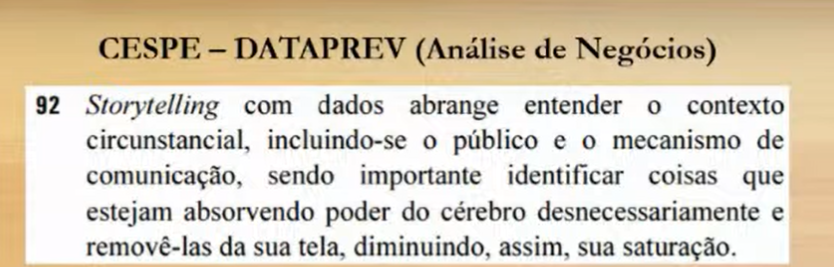 CESPE – DATAPREV (Análise de Negócios)
92 Storytelling com dados abrange entender o contexto
circunstancial, incluindo-se o público e o mecanismo de
comunicação, sendo importante identificar coisas que
estejam absorvendo poder do cérebro desnecessariamente e
removê-las da sua tela, diminuindo, assim, sua saturação.